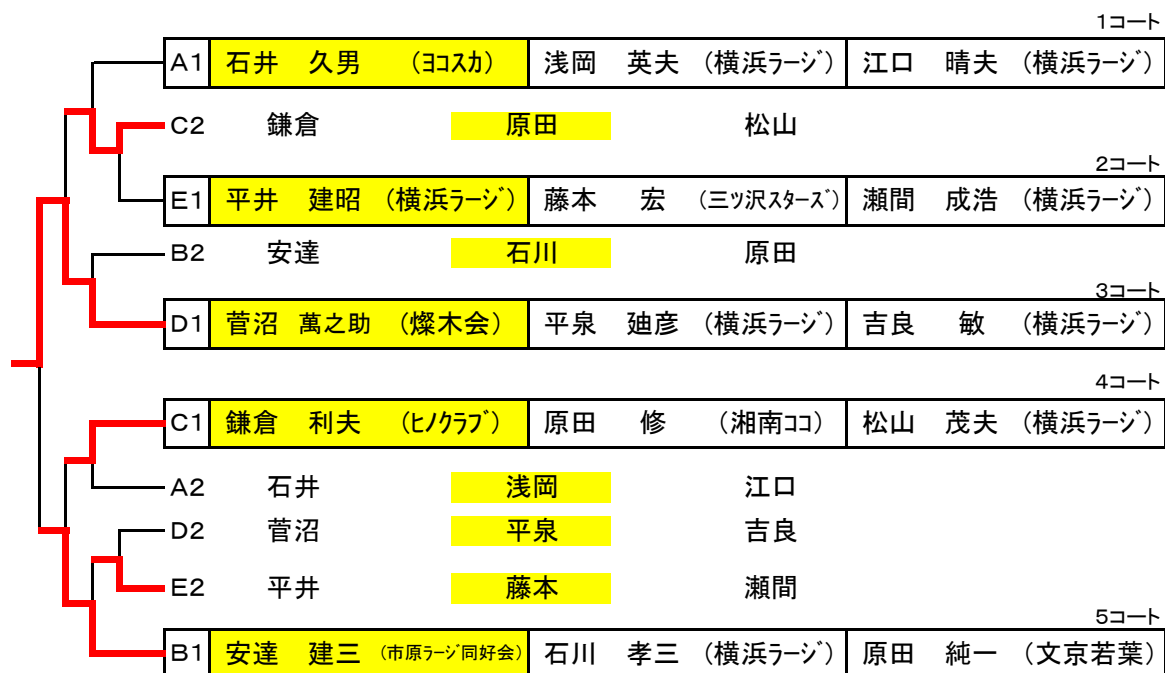 1コート
A1 石井 久男 (ﾖｺｽｶ) 浅岡 英夫 (横浜ラージ) 江口 晴夫 (横浜ラージ)
C2 鎌倉 原田 松山
2コート
E1 平井 建昭 (横浜ラージ) 藤本 宏 (三ツ沢スターズ) 瀬間 成浩 (横浜ラージ)
B2 安達 石川 原田
3コート
D1 菅沼 萬之助 (燦木会) 平泉 廸彦 (横浜ラージ) 吉良 敏 (横浜ラージ)
4コート
C1 鎌倉 利夫 (ﾋﾉｸﾗﾌﾞ) 原田 修 (湘南ココ) 松山 茂夫 (横浜ラージ)
A2 石井 浅岡 江口
D2 菅沼 平泉 吉良
E2 平井 藤本 瀬間
5コート
B1 安達 建三 (市原ラージ同好会) 石川 孝三 (横浜ラージ) 原田 純一 (文京若葉)